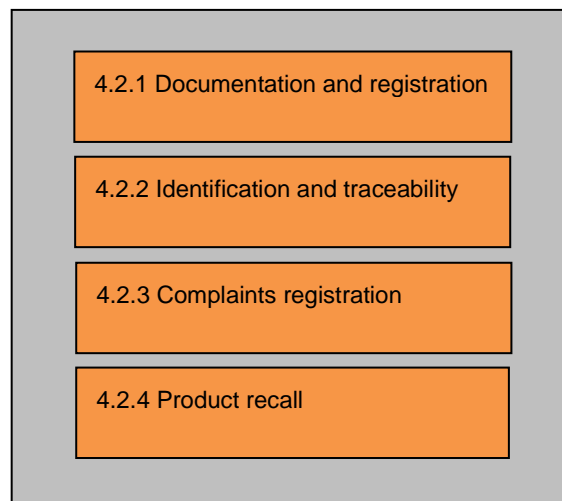 4.2.1 Documentation and registration
4.2.2 Identification and traceability
4.2.3 Complaints registration
4.2.4 Product recall